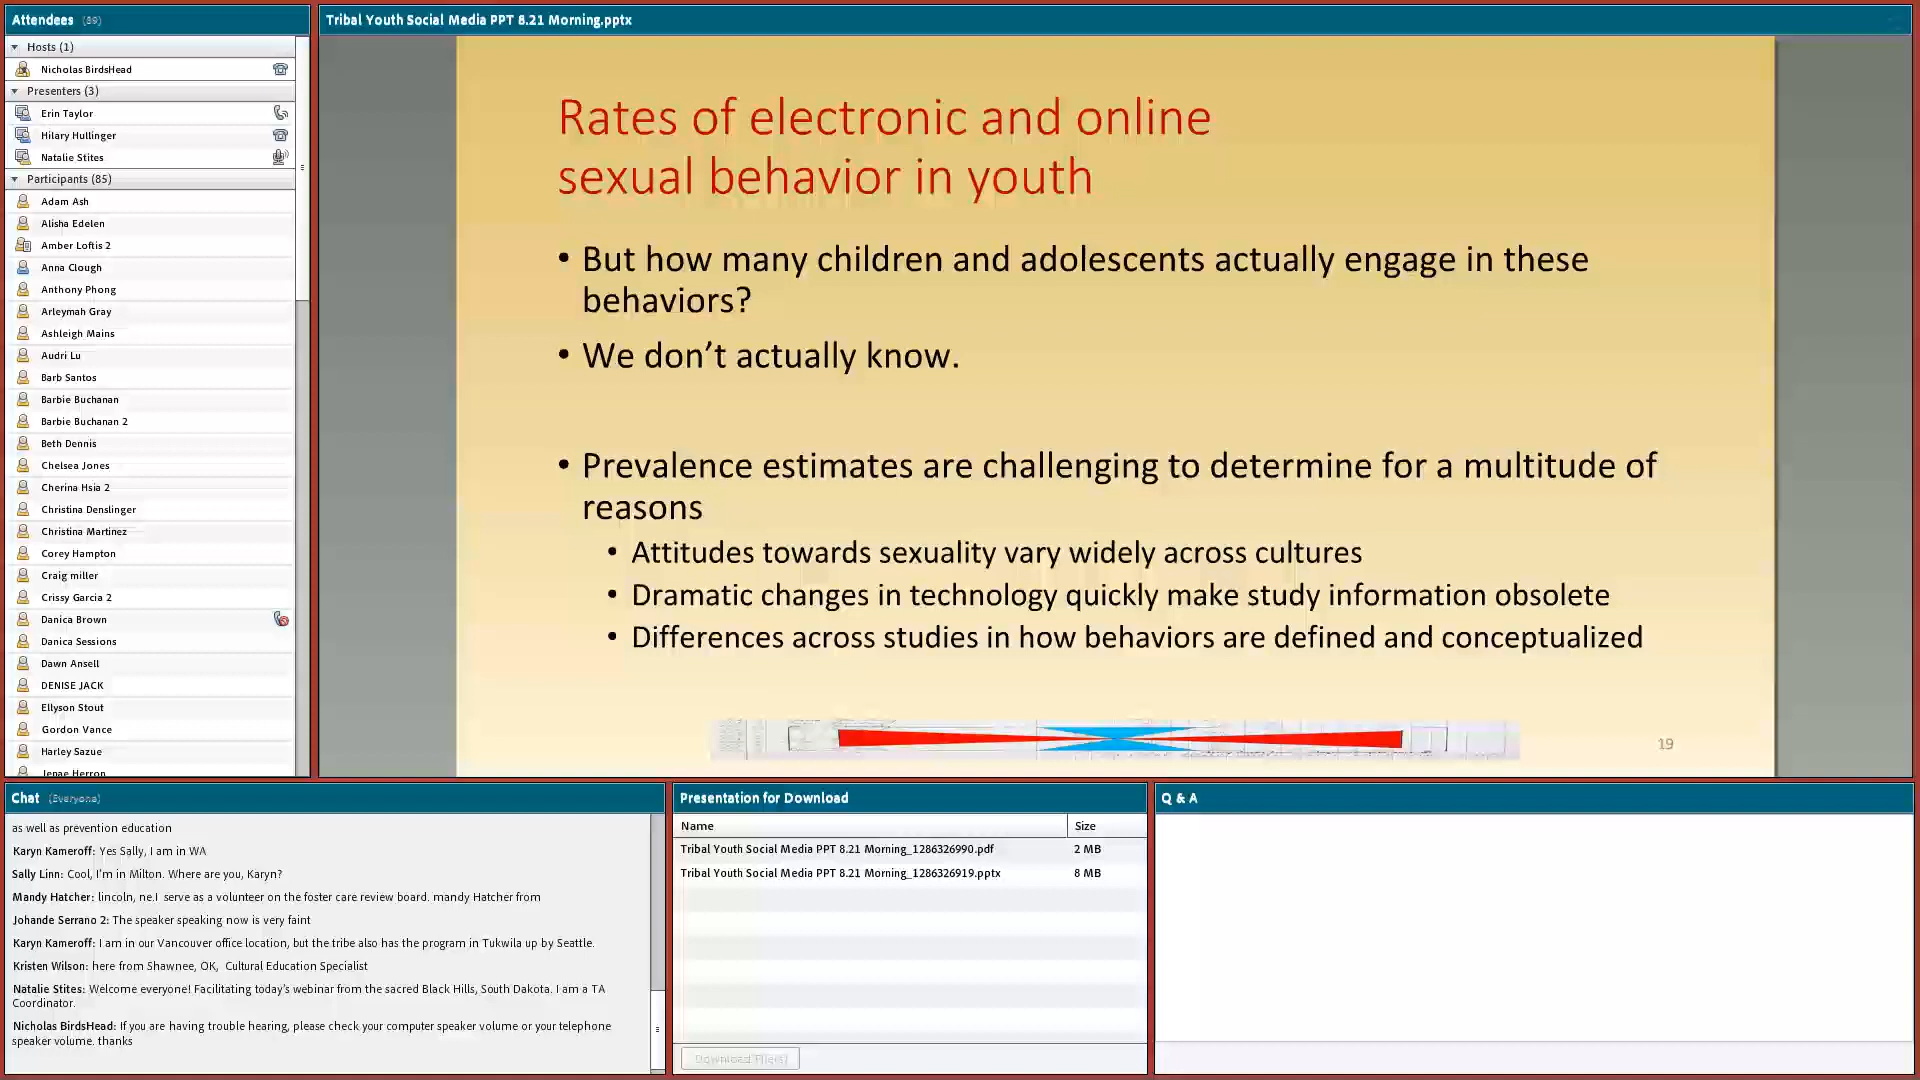 Attendees (89)
Hosts (1)
Nicholas BirdsHead
Presenters (3)
Erin Taylor
Hilary Hullinger
Natalie Stites
Participants (85)
Adam Ash
Alisha Edelen
Amber Loftis 2
Anna Clough
Anthony Phong
Arleymah Gray
Ashleigh Mains
Audri Lu
Barb Santos
Barbie Buchanan
Barbie Buchanan 2
Beth Dennis
Chelsea Jones
Cherina Hsia 2
Christina Denslinger
Christina Martinez
Corey Hampton
Craig miller
Crissy Garcia 2
Danica Brown
Danica Sessions
Dawn Ansell
DENISE JACK
Ellyson Stout
Gordon Vance
Harley Sazue
Jenae Herron
Tribal Youth Social Media PPT 8.21 Morning.pptx
Rates of electronic and online
sexual behavior in youth
• But how many children and adolescents actually engage in these
behaviors?
• We don’t actually know.
• Prevalence estimates are challenging to determine for a multitude of
reasons
• Attitudes towards sexuality vary widely across cultures
• Dramatic changes in technology quickly make study information obsolete
• Differences across studies in how behaviors are defined and conceptualized
19
Chat (Everyone)
as well as prevention education
Karyn Kameroff: Yes Sally, I am in WA
Sally Linn: Cool, I'm in Milton. Where are you, Karyn?
Mandy Hatcher: lincoln, ne.I serve as a volunteer on the foster care review board. mandy Hatcher from
Johande Serrano 2: The speaker speaking now is very faint
Karyn Kameroff: I am in our Vancouver office location, but the tribe also has the program in Tukwila up by Seattle.
Kristen Wilson: here from Shawnee, OK, Cultural Education Specialist
Natalie Stites: Welcome everyone! Facilitating today's webinar from the sacred Black Hills, South Dakota. I am a TA
Coordinator.
Nicholas BirdsHead: If you are having trouble hearing, please check your computer speaker volume or your telephone
speaker volume. thanks
Presentation for Download
Name Size
Tribal Youth Social Media PPT 8.21 Morning_1286326990.pdf 2 MB
Tribal Youth Social Media PPT 8.21 Morning_1286326919.pptx 8 MB
Download File(s)
Q & A